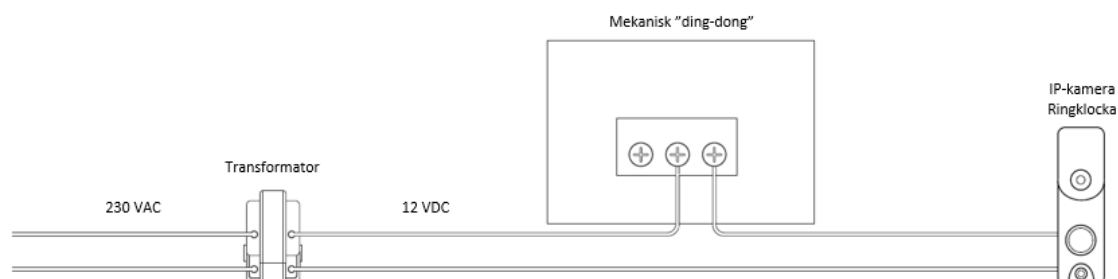 Mekanisk ”ding-dong”
IP-kamera
Ringklocka
Transformator
230 VAC
12 VDC